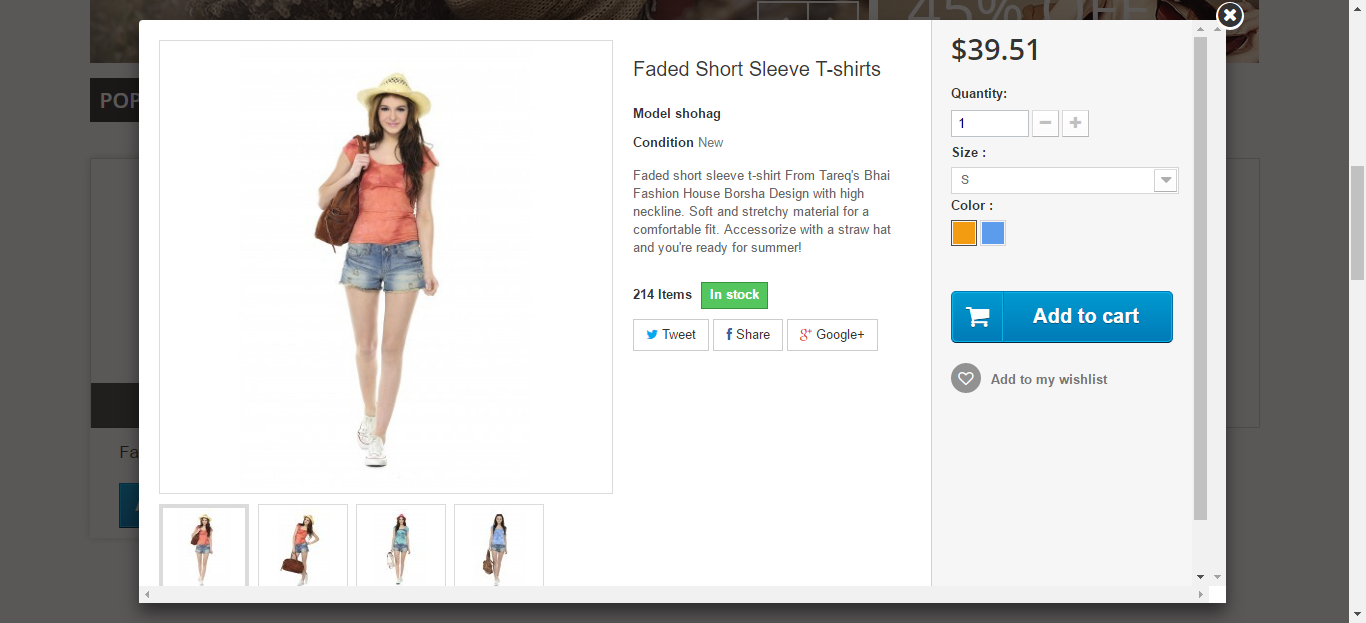 45% OFF
POP
Fa
Faded Short Sleeve T-shirts
Model shohag
Condition New
Faded short sleeve t-shirt From Tareq's Bhai
Fashion House Borsha Design with high
neckline. Soft and stretchy material for a
comfortable fit. Accessorize with a straw hat
and you're ready for summer!
214 Items In stock
Tweet Share Google+
$39.51
Quantity:
1
Size :
S
Color :
Add to cart
Add to my wishlist